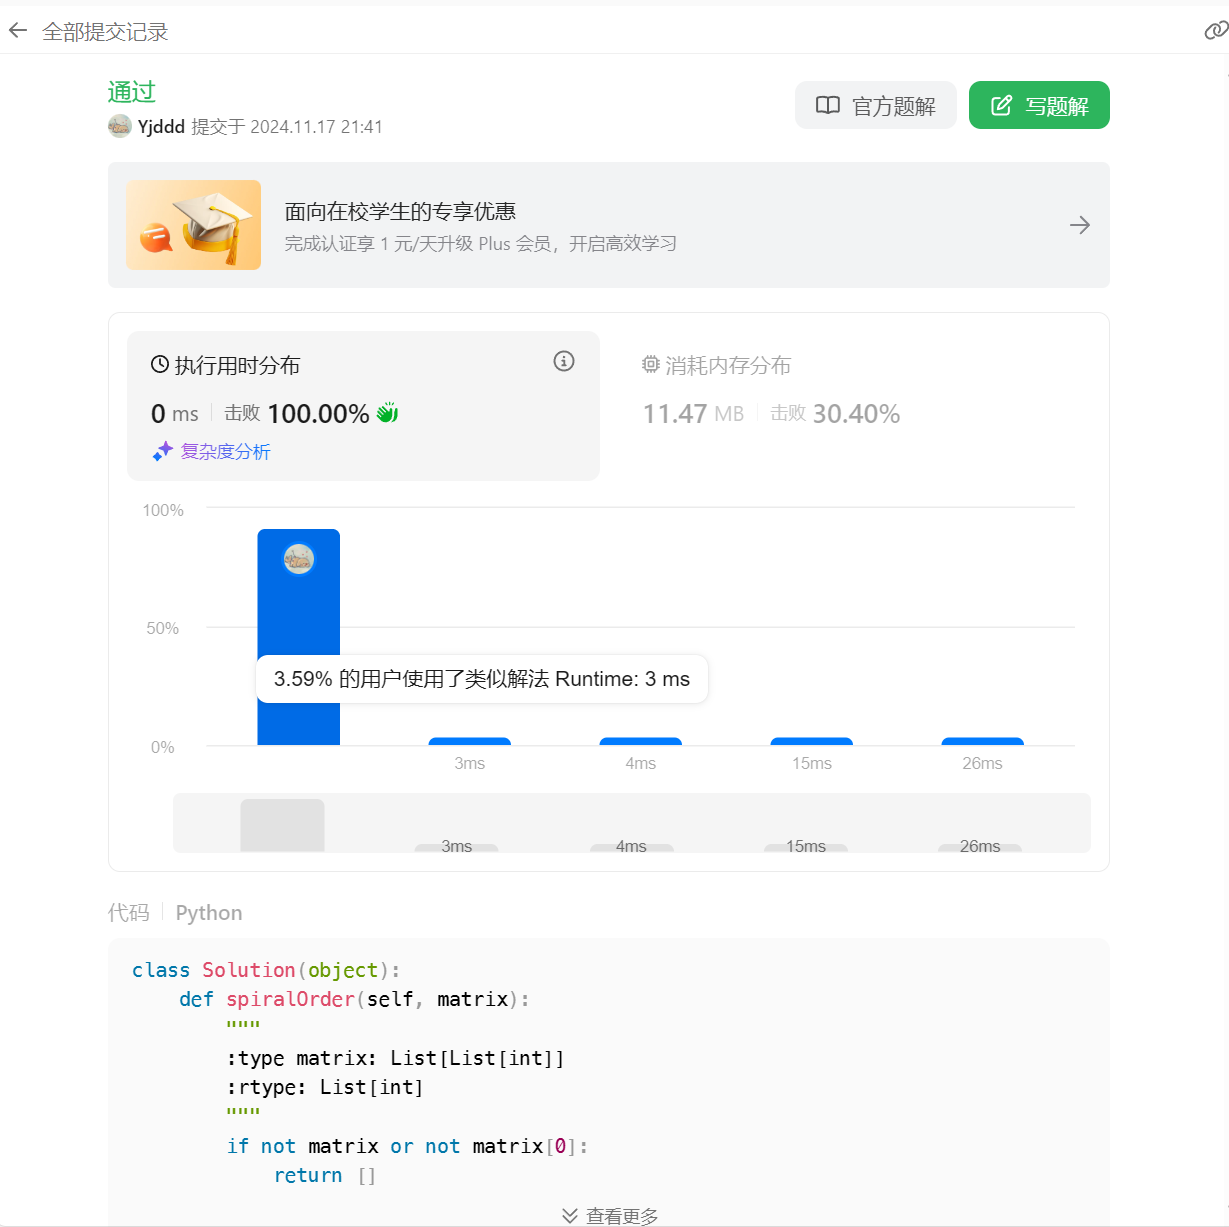 全部提交记录
通过
Yjddd 提交于 2024.11.17 21:41
官方题解
写题解
面向在校学生的专享优惠
完成认证享 1 元/天升级 Plus 会员，开启高效学习
执行用时分布
0 ms 击败 100.00%
复杂度分析
消耗内存分布
11.47 MB 击败 30.40%
100%
50%
0%
3.59% 的用户使用了类似解法 Runtime: 3 ms
3ms 4ms 15ms 26ms
3ms 4ms 15ms 26ms
代码 Python
class Solution(object):
    def spiralOrder(self, matrix):
        """
        :type matrix: List[List[int]]
        :rtype: List[int]
        """
        if not matrix or not matrix[0]:
            return []
查看更多